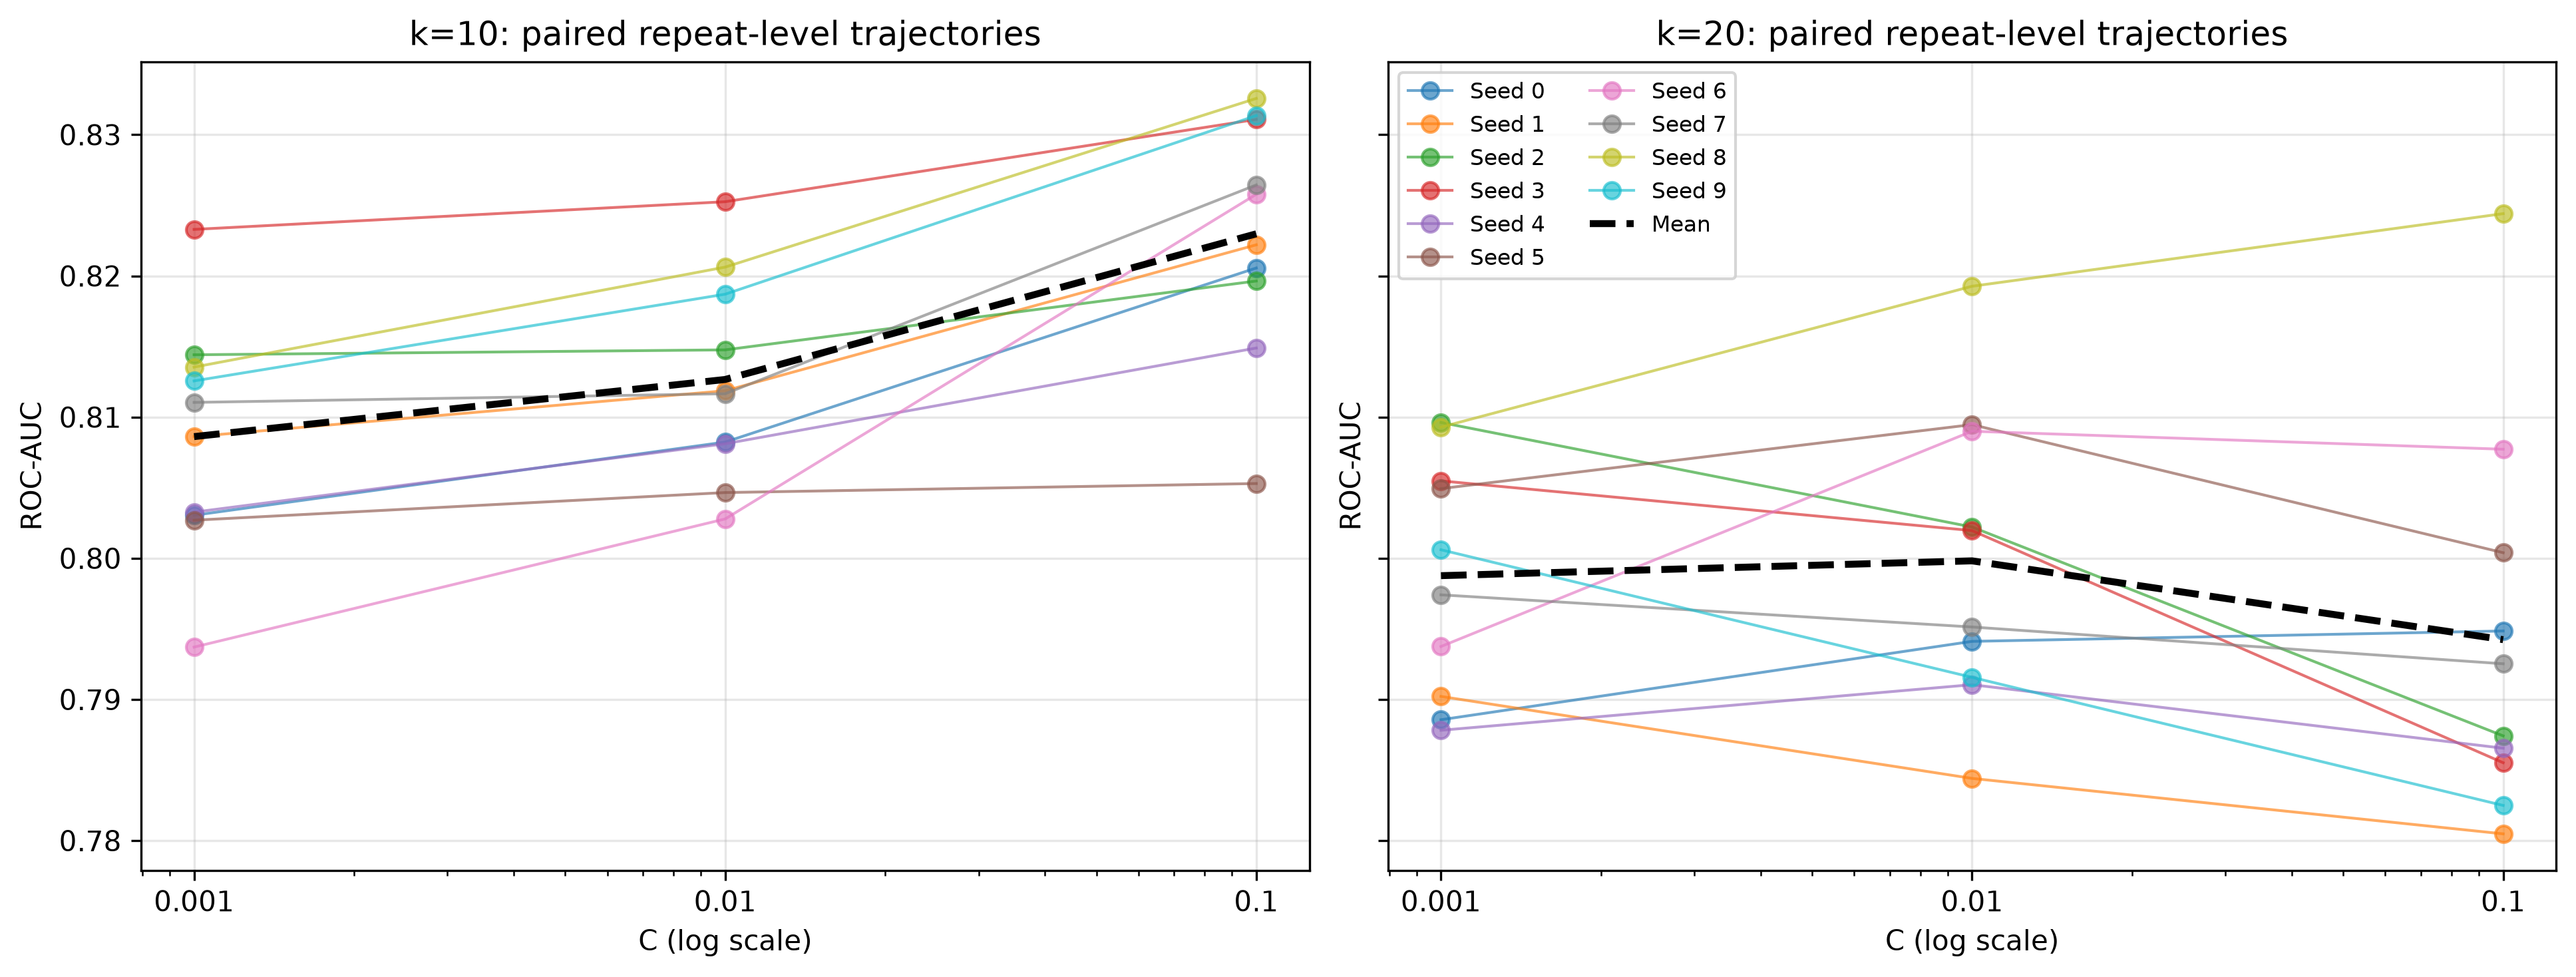 k=10: paired repeat-level trajectories
ROC-AUC
0.83
0.82
0.81
0.80
0.79
0.78
0.001
0.01
0.1
C (log scale)
k=20: paired repeat-level trajectories
ROC-AUC
Seed 0
Seed 1
Seed 2
Seed 3
Seed 4
Seed 5
Seed 6
Seed 7
Seed 8
Seed 9
Mean
0.001
0.01
0.1
C (log scale)